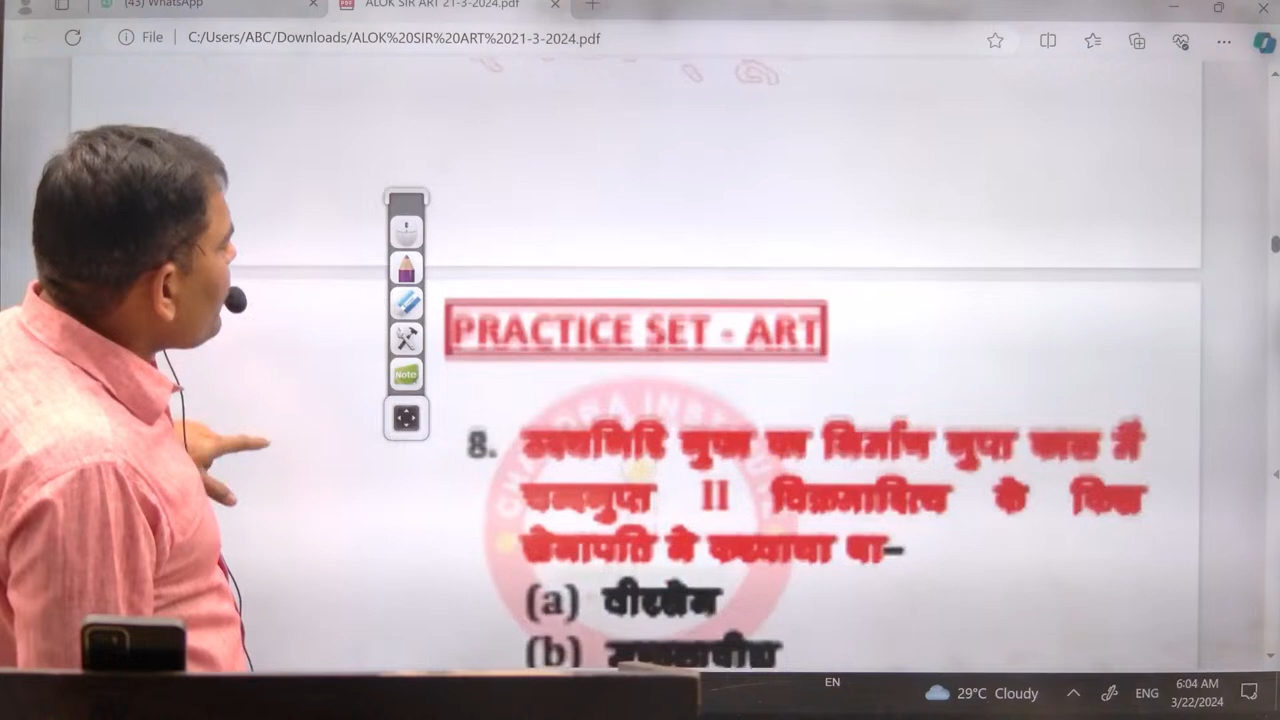 (43) WhatsApp
ALOK SIR ART 21-3-2024.pdf
File C:/Users/ABC/Downloads/ALOK%20SIR%20ART%2021-3-2024.pdf
PRACTICE SET - ART
8. उदयगिरि गुफा का निर्माण गुप्ता काल में
चन्द्रगुप्त II विक्रमादित्य के किस
सेनापति ने करवाया था–
(a) वीरसेन
(b)
Note
EN
29°C Cloudy
ENG
6:04 AM
3/22/2024